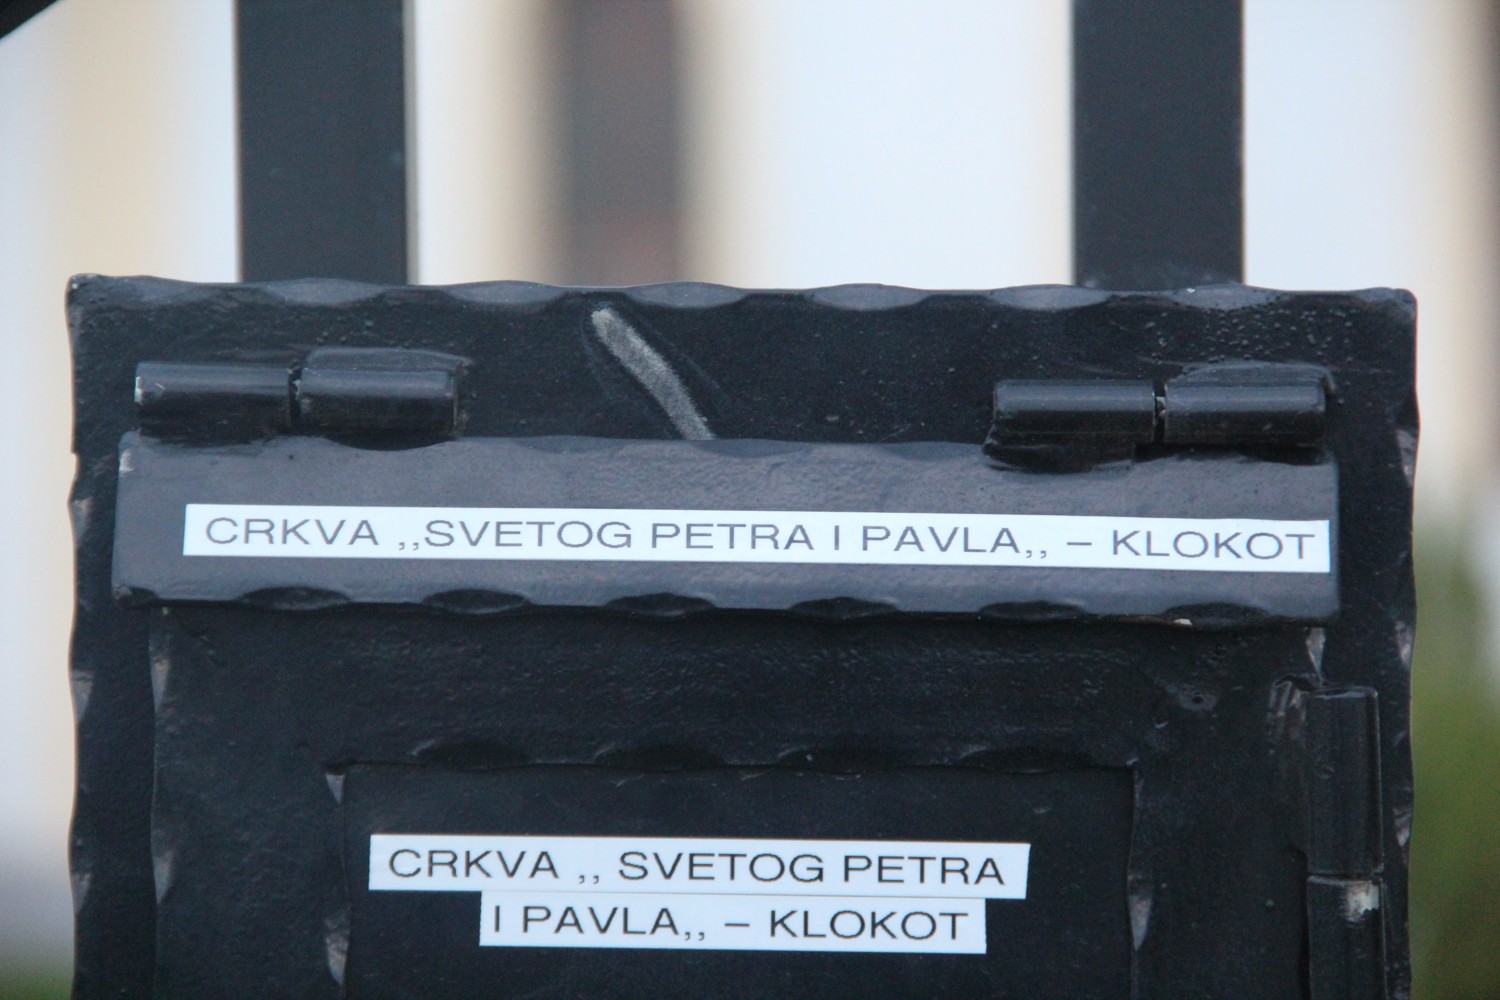 CRKVA ,,SVETOG PETRA I PAVLA,, – KLOKOT
CRKVA ,, SVETOG PETRA
I PAVLA,, – KLOKOT